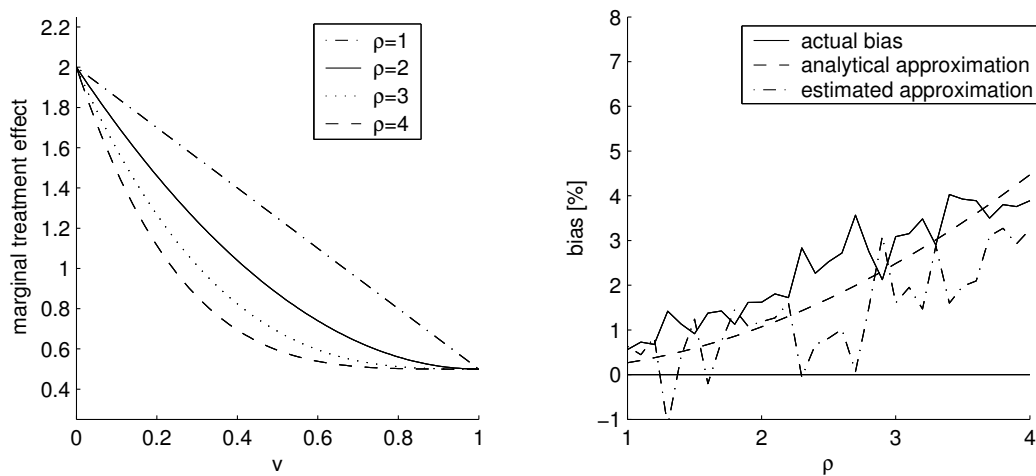 2.2
2
1.8
1.6
1.4
1.2
1
0.8
0.6
0.4
marginal treatment effect
0
0.2
0.4
0.6
0.8
1
v
ρ=1
ρ=2
ρ=3
ρ=4
8
7
6
5
4
3
2
1
0
−1
bias [%]
1
2
3
4
ρ
actual bias
analytical approximation
estimated approximation